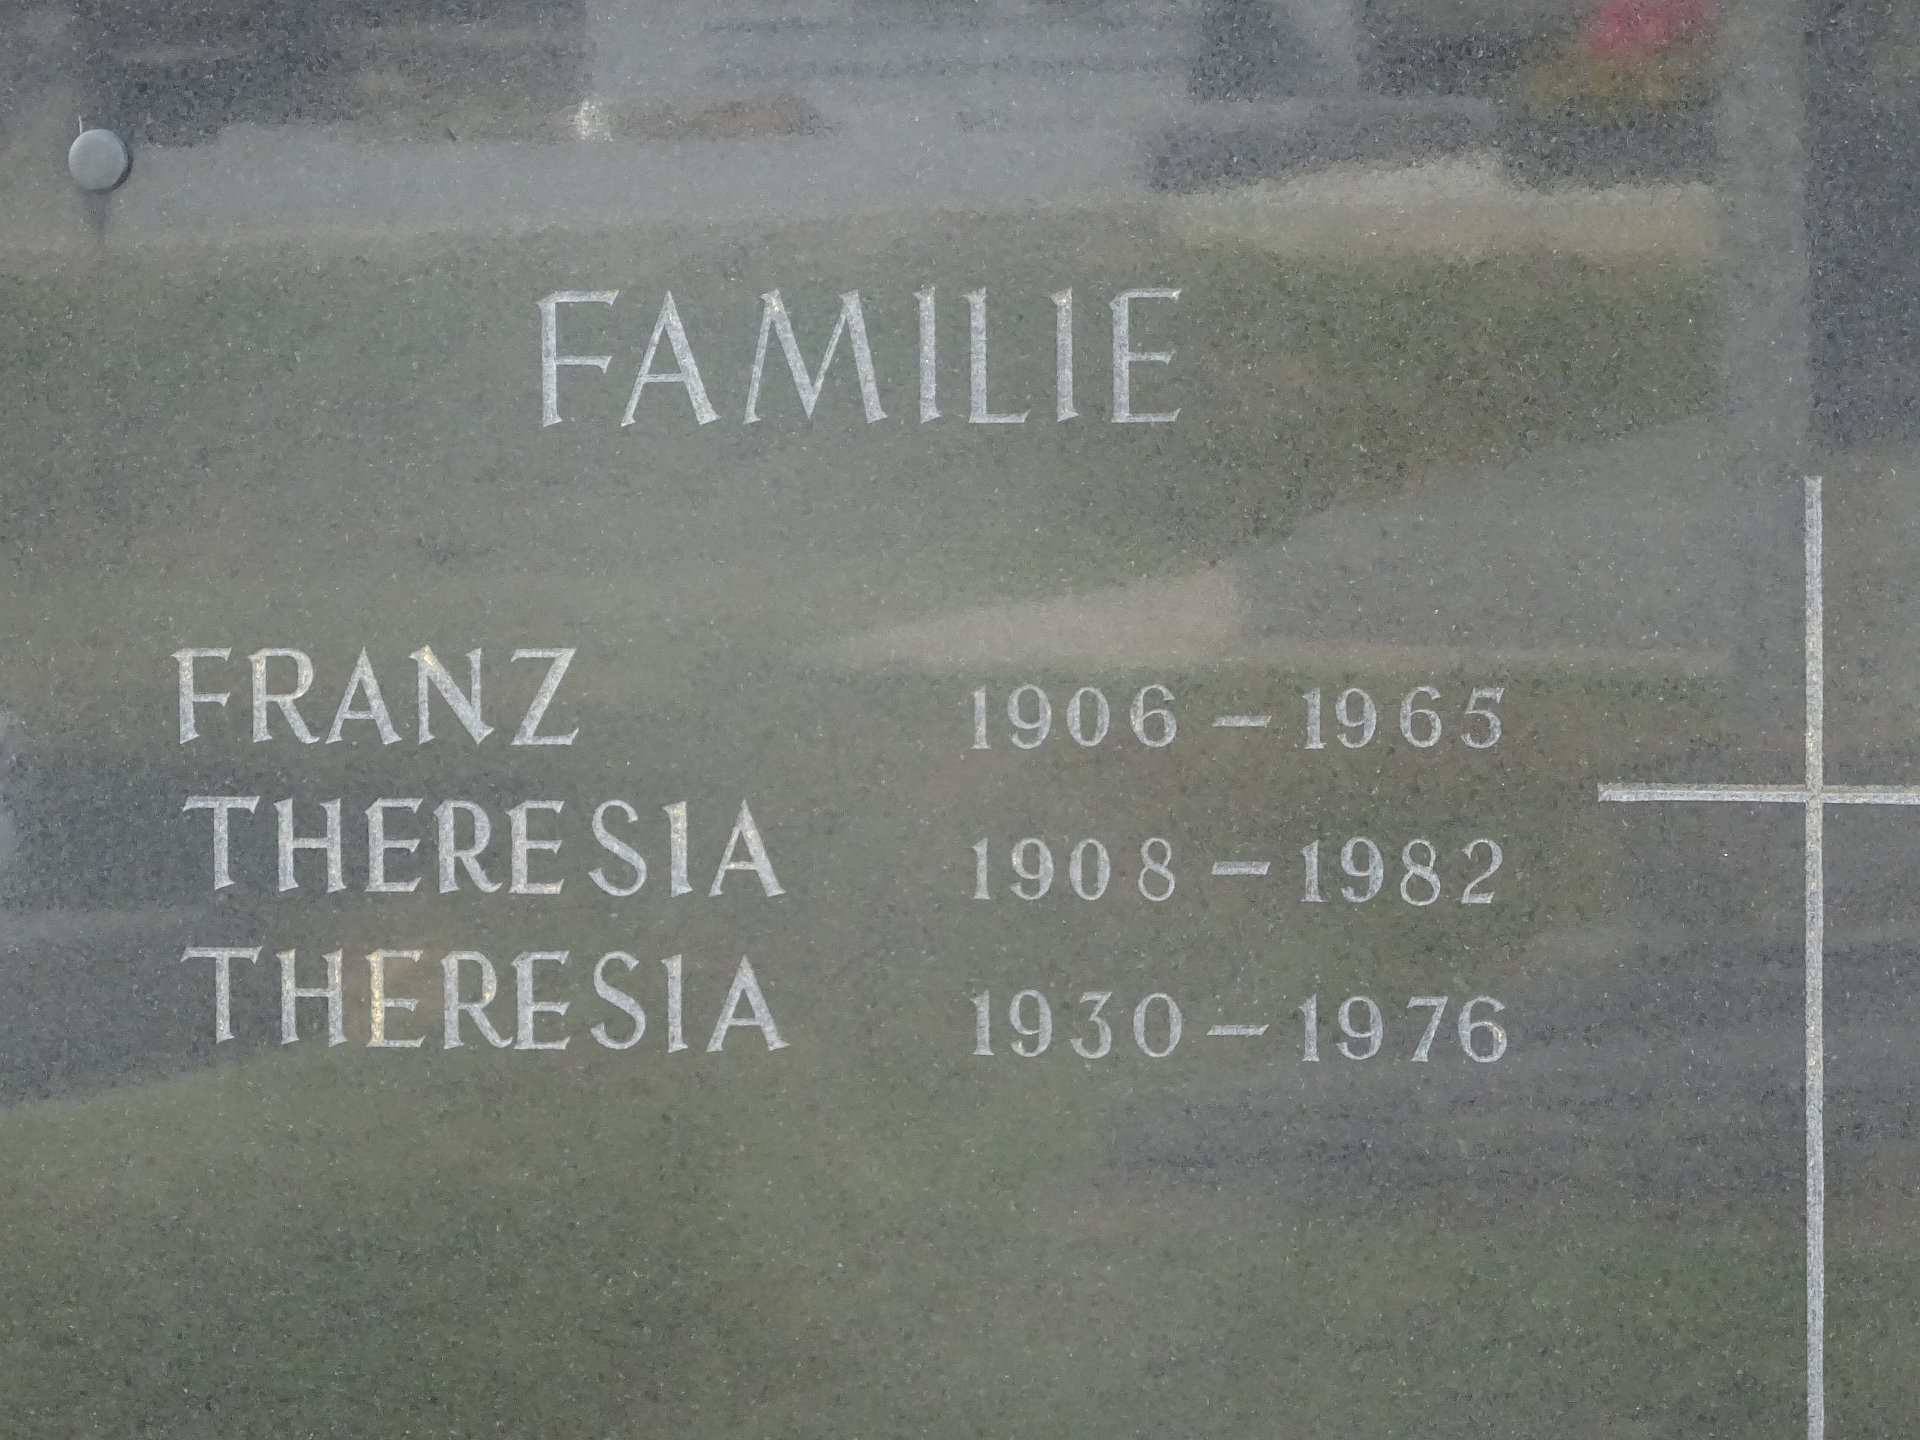 FAMILIE
FRANZ 1906 – 1965
THERESIA 1908 – 1982
THERESIA 1930 – 1976